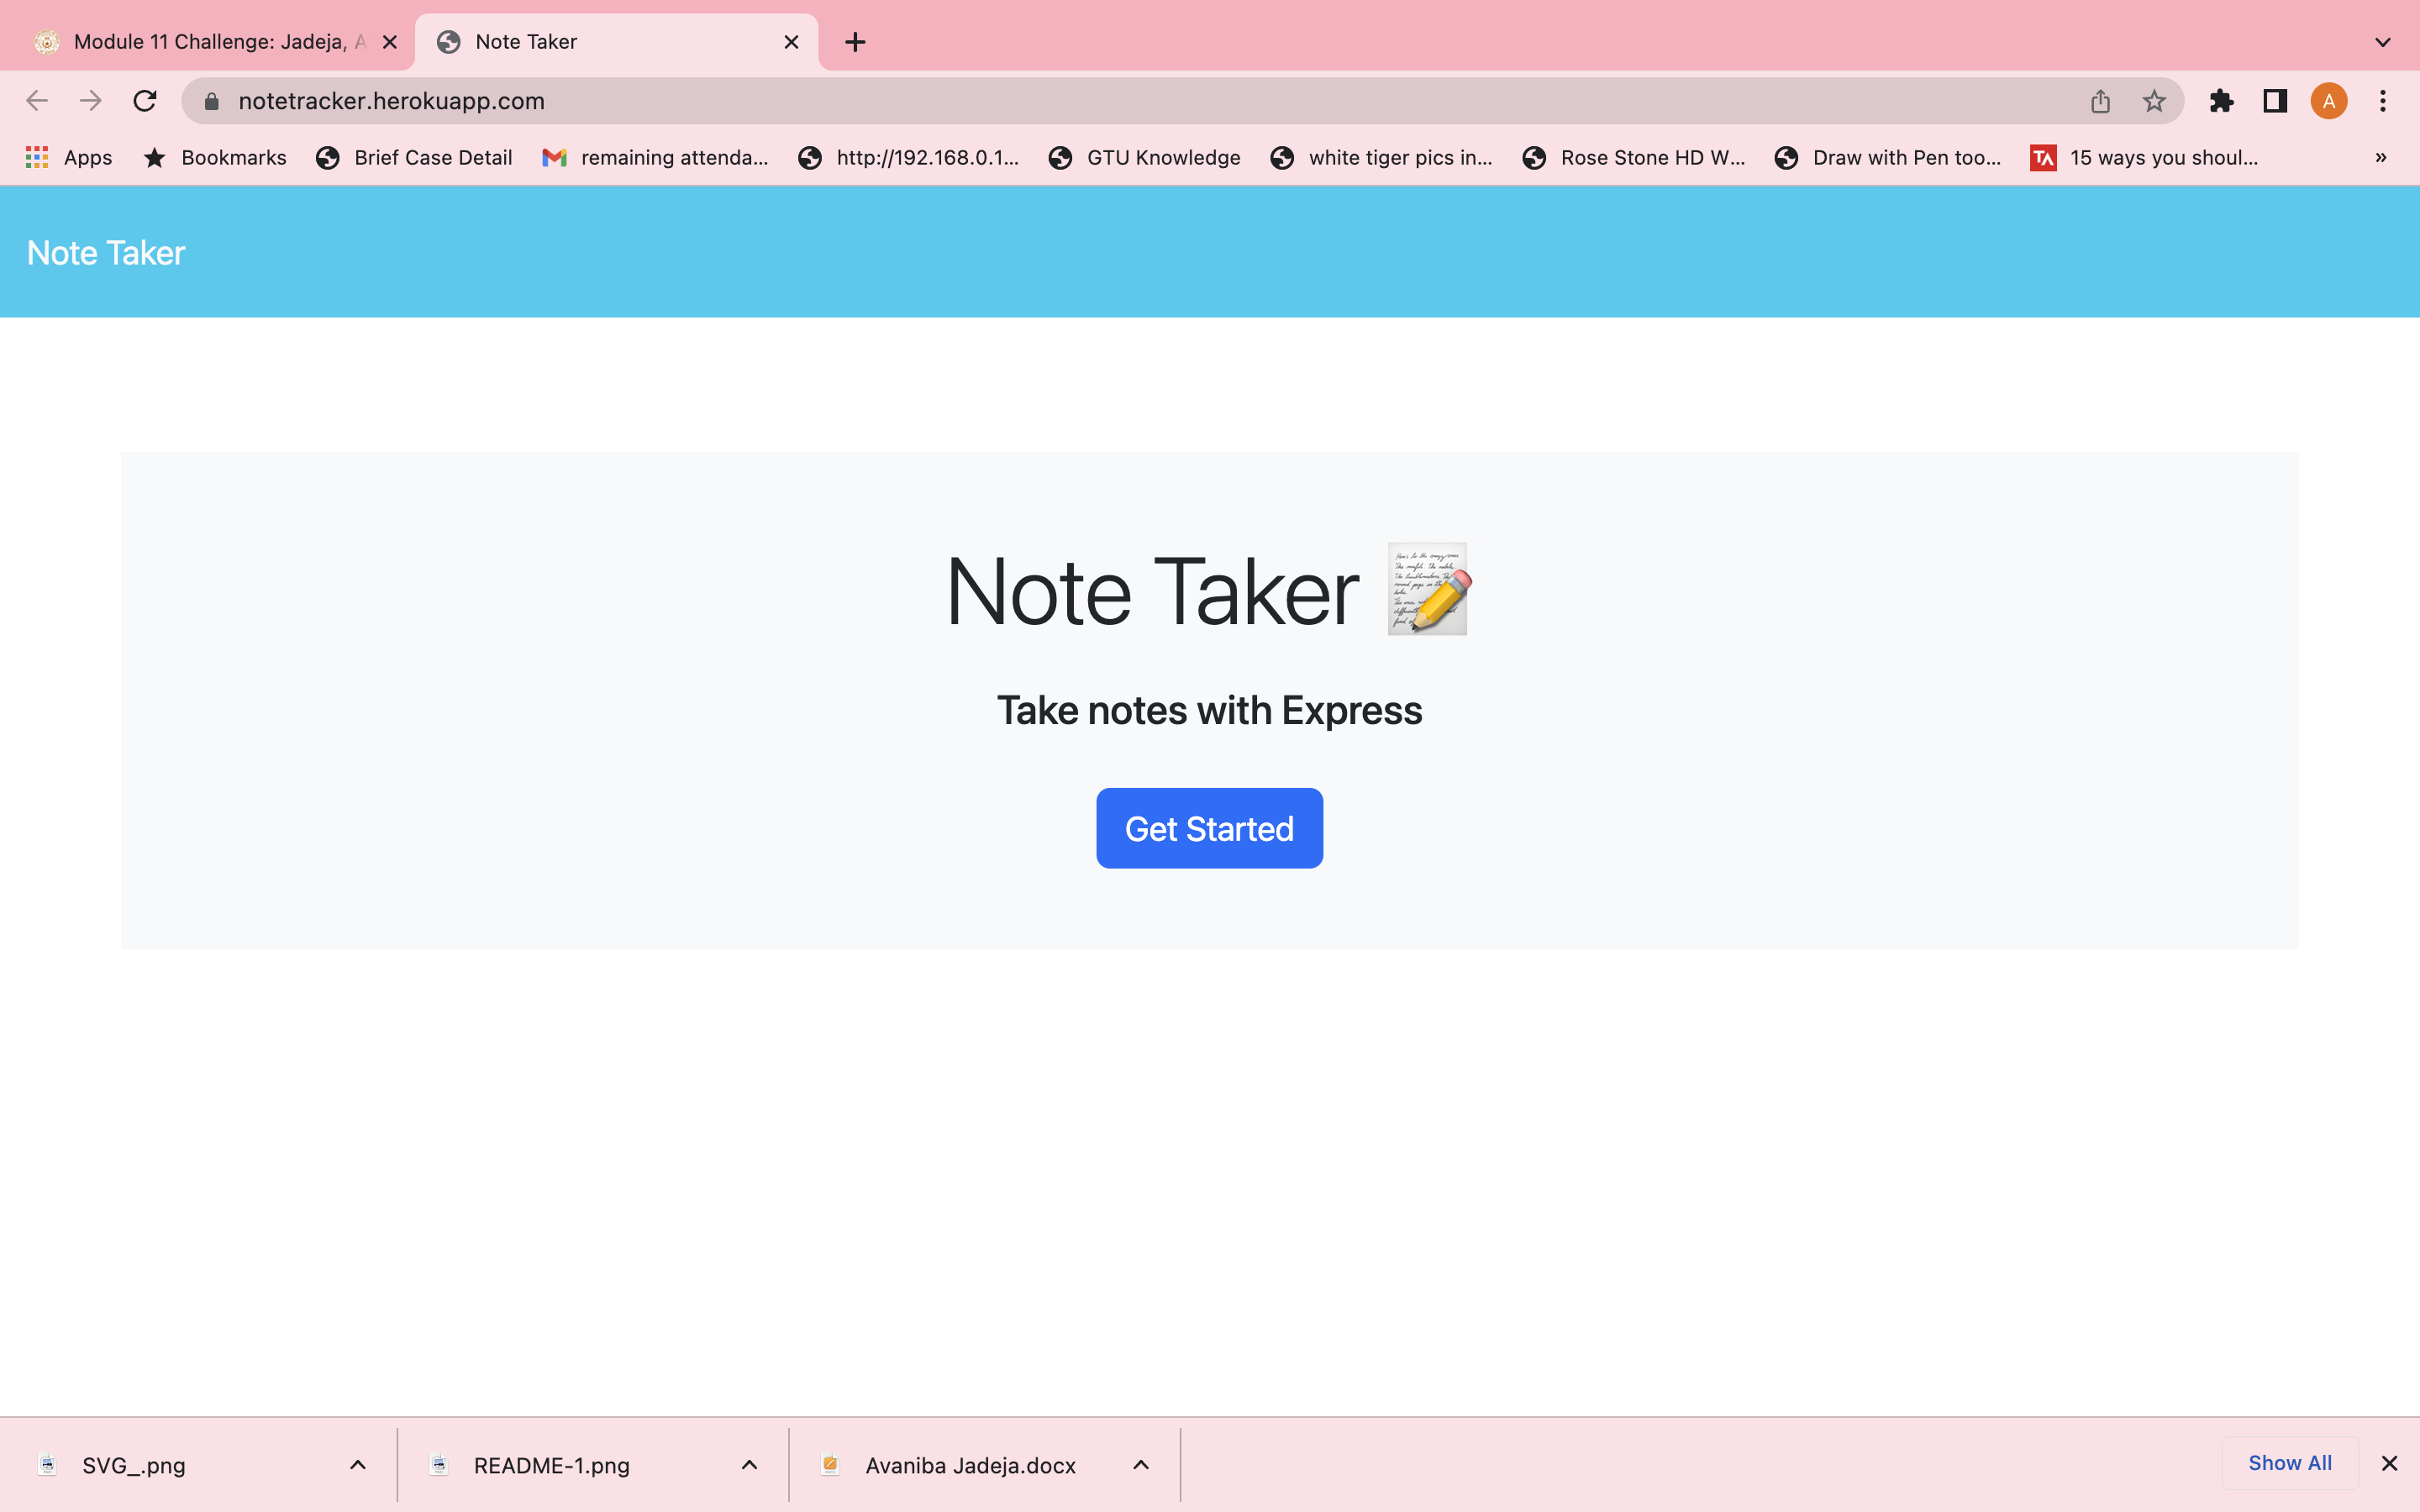 Module 11 Challenge: Jadeja, A
Note Taker
notetracker.herokuapp.com
A
Apps
Bookmarks
Brief Case Detail
remaining attenda...
http://192.168.0.1...
GTU Knowledge
white tiger pics in...
Rose Stone HD W...
Draw with Pen too...
TA
15 ways you shoul...
»
Note Taker
Note Taker
Take notes with Express
Get Started
SVG_.png
README-1.png
Avaniba Jadeja.docx
Show All